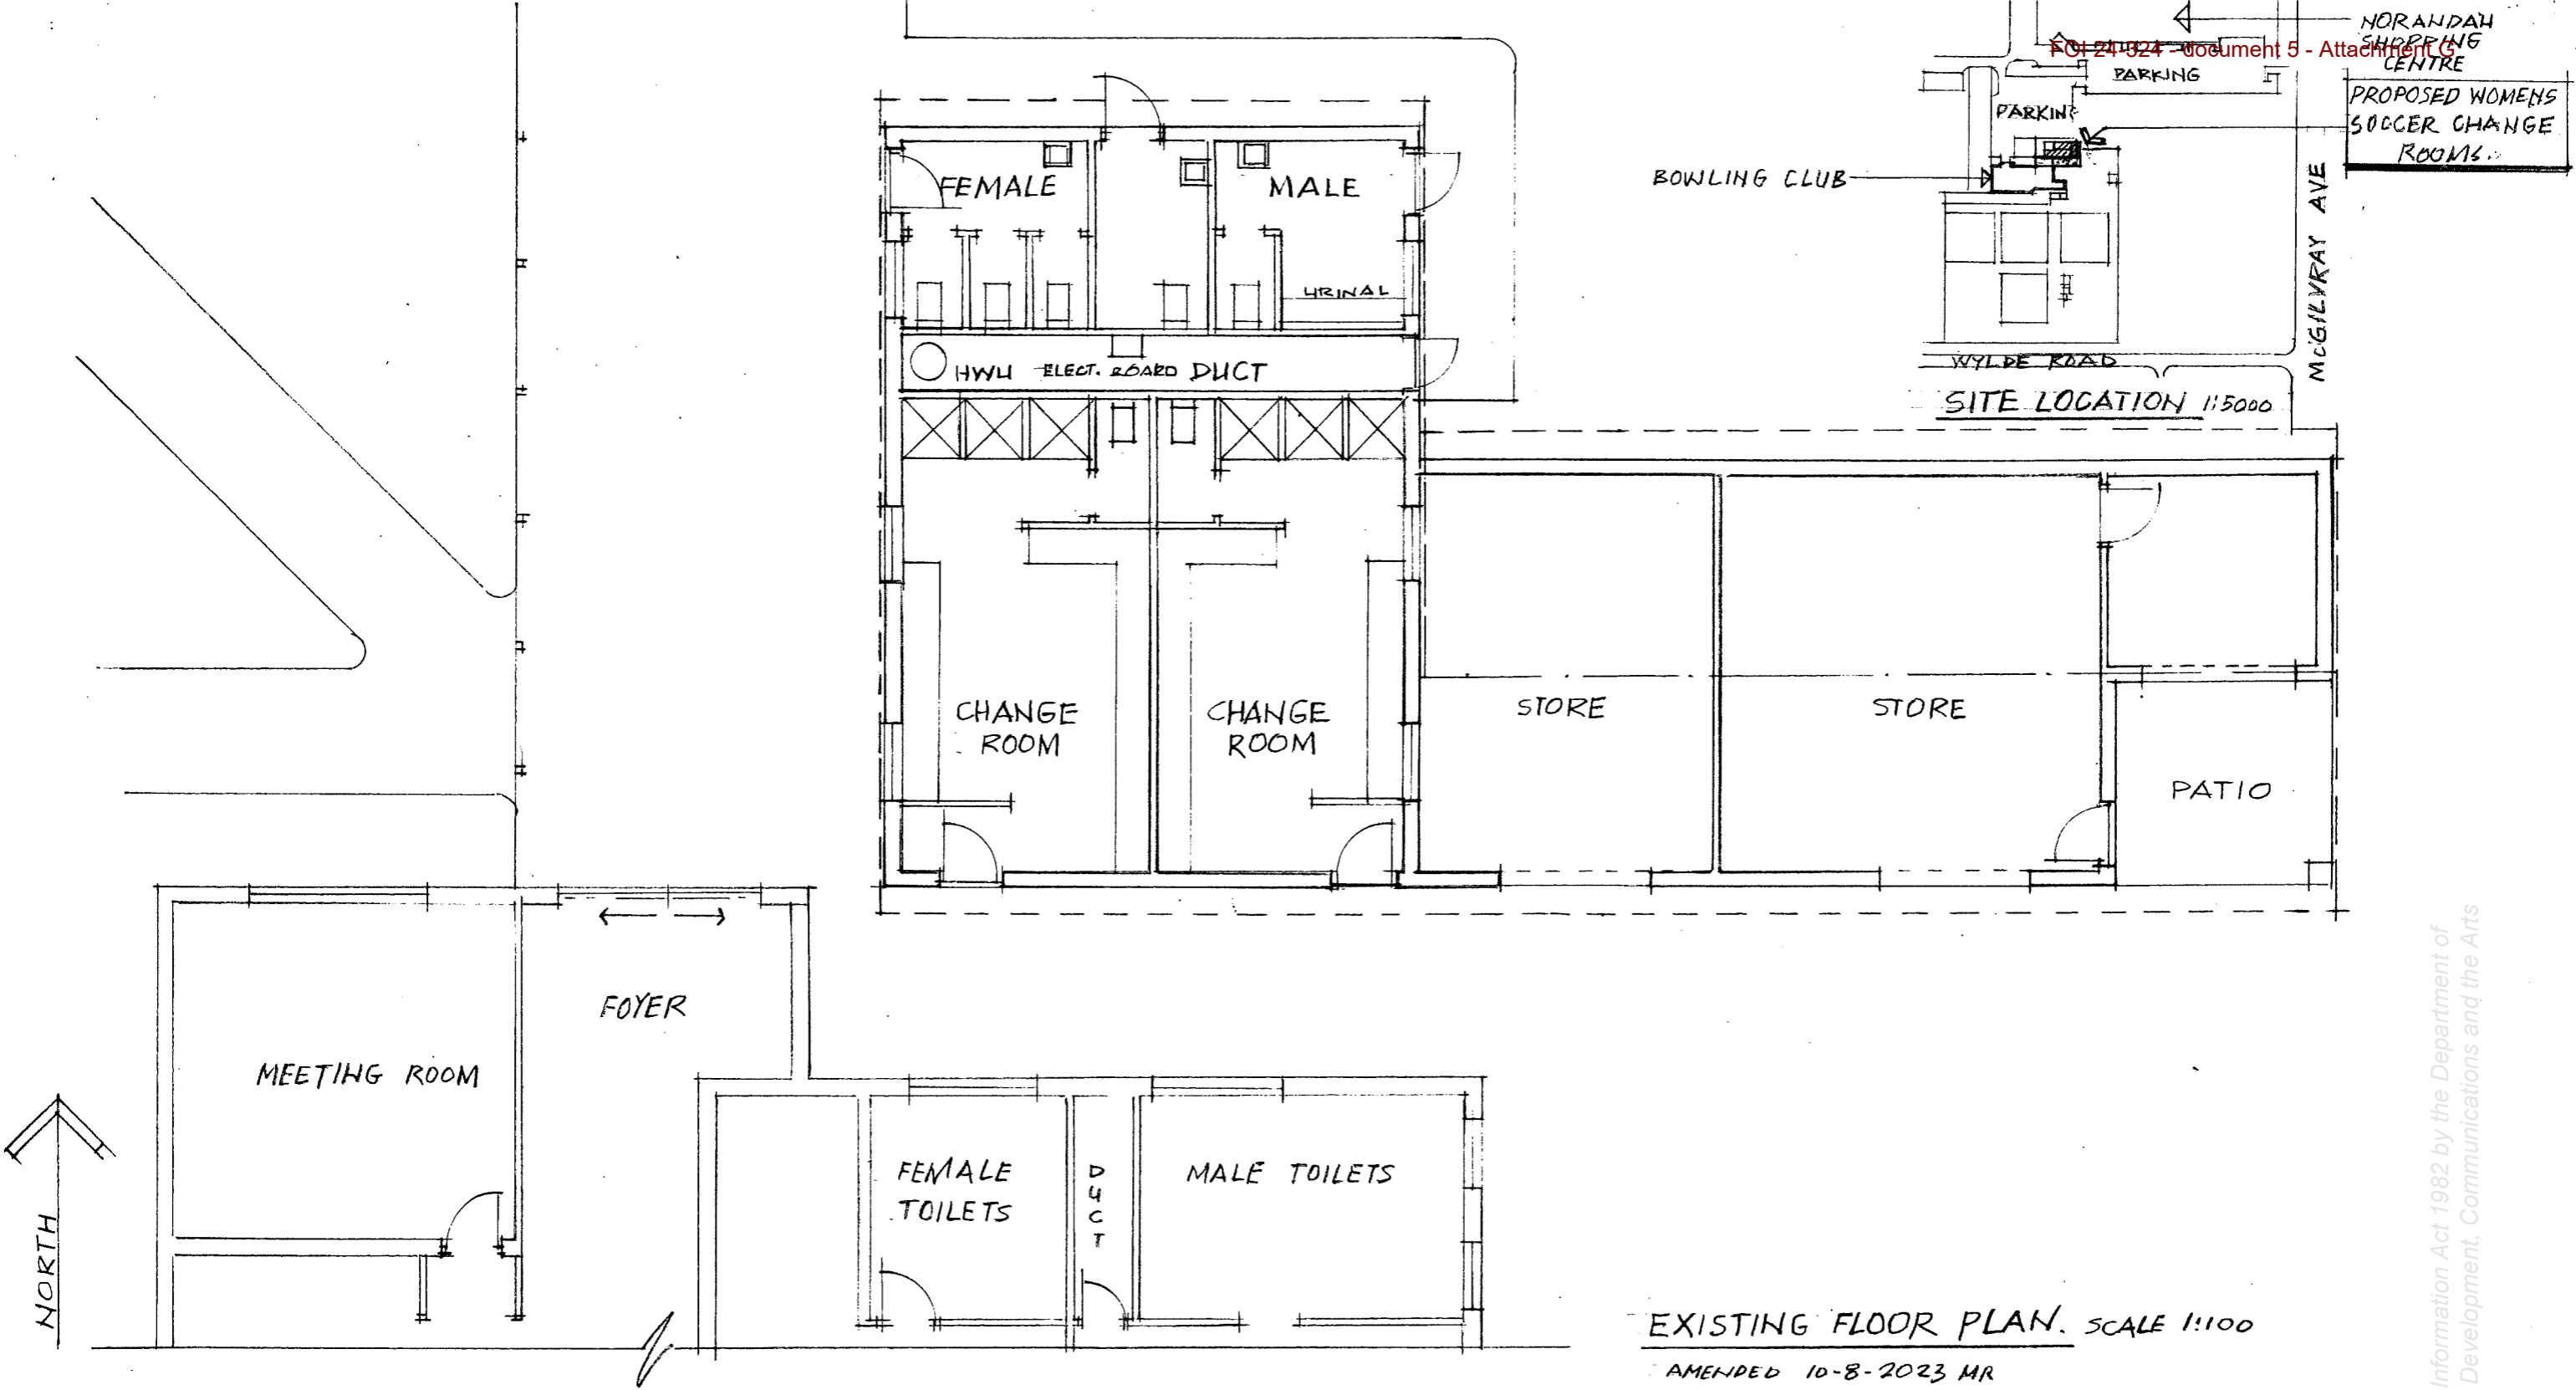 NORANDAH
SHOPPING
CENTRE
FOI 24-324 - document 5 - Attachment G
PARKING
PARKING
PROPOSED WOMENS
SOCCER CHANGE
ROOMS.
BOWLING CLUB
McGILVRAY AVE
WYLDE ROAD
SITE LOCATION 1:5000
FEMALE
MALE
URINAL
HWU
ELECT. BOARD
DUCT
CHANGE
ROOM
CHANGE
ROOM
STORE
STORE
PATIO
FOYER
MEETING ROOM
FEMALE
TOILETS
DUCT
MALE TOILETS
NORTH
EXISTING FLOOR PLAN. SCALE 1:100
AMENDED 10-8-2023 MR
Information Act 1982 by the Department of
Development, Communications and the Arts